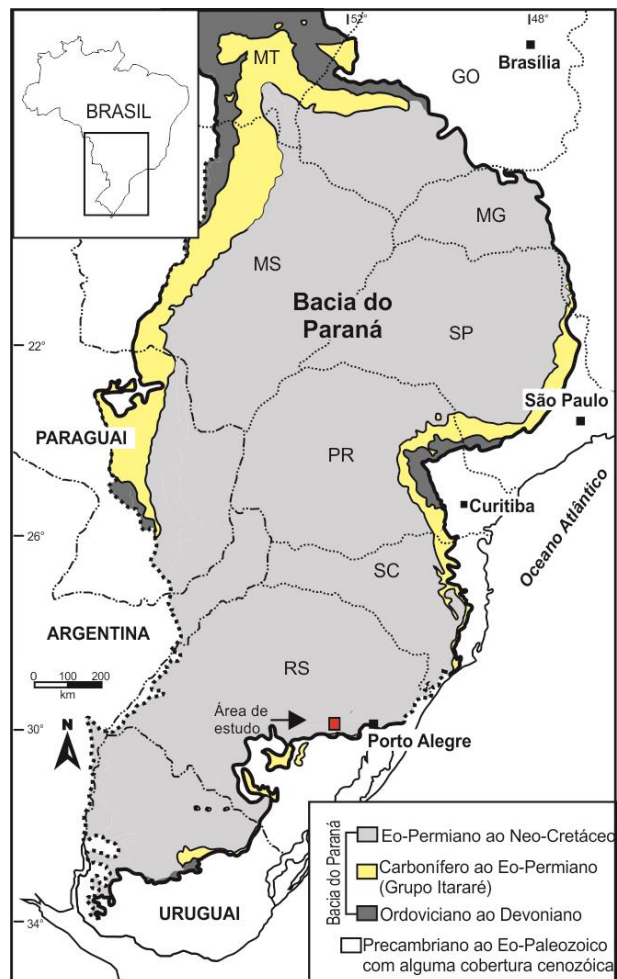 52°
48°
MT
GO
Brasília
BRASIL
MG
MS
Bacia do
Paraná
SP
22°
São Paulo
PARAGUAI
PR
Curitiba
26°
Oceano Atlântico
SC
ARGENTINA
RS
0 100 200
km
Área de
estudo
30°
N
Porto Alegre
Bacia do Paraná
Eo-Permiano ao Neo-Cretáceo
Carbonífero ao Eo-Permiano
(Grupo Itararé)
Ordoviciano ao Devoniano
Precambriano ao Eo-Paleozoico
com alguma cobertura cenozóica
URUGUAI
34°